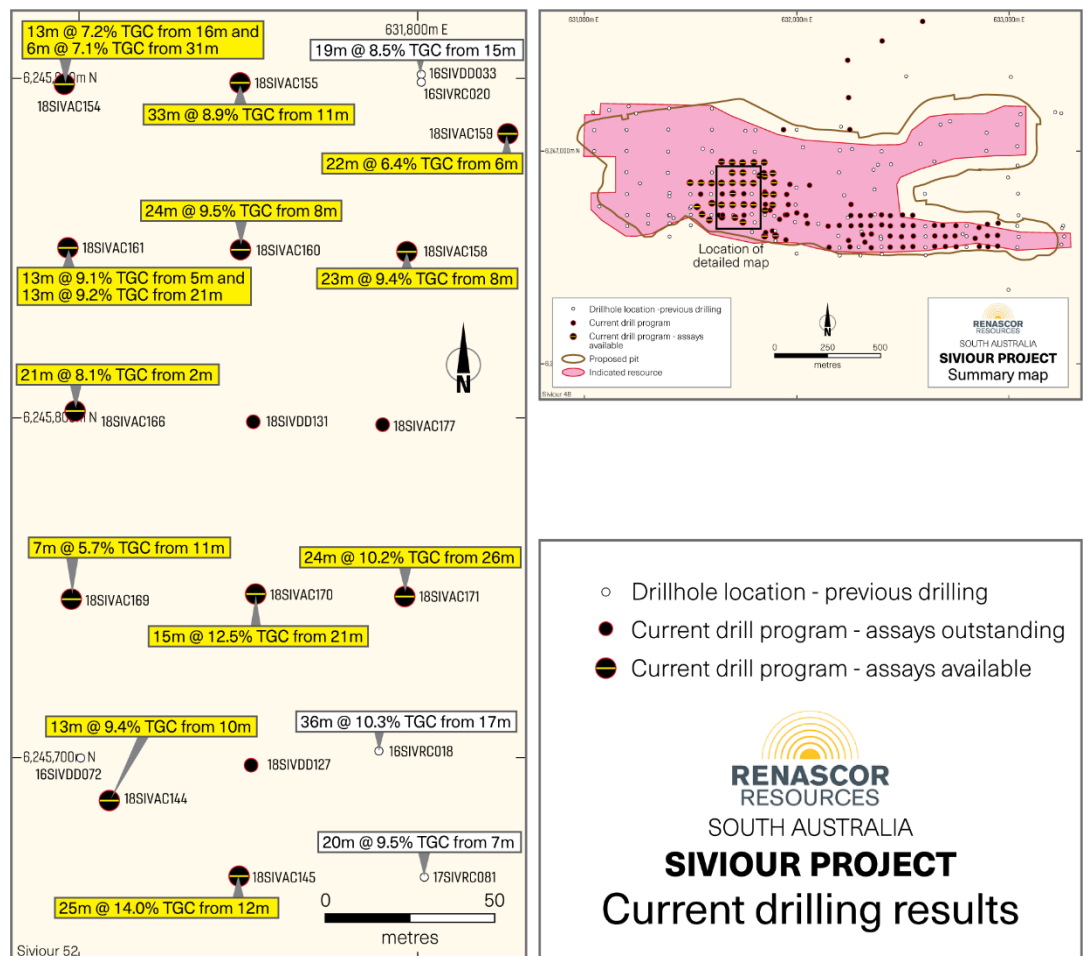 13m @ 7.2% TGC from 16m and
6m @ 7.1% TGC from 31m
631,800m E
19m @ 8.5% TGC from 15m
16SIVDD033
16SIVRC020
18SIVAC154
18SIVAC155
33m @ 8.9% TGC from 11m
18SIVAC159
22m @ 6.4% TGC from 6m
24m @ 9.5% TGC from 8m
18SIVAC161
18SIVAC160
18SIVAC158
13m @ 9.1% TGC from 5m and
13m @ 9.2% TGC from 21m
23m @ 9.4% TGC from 8m
N
21m @ 8.1% TGC from 2m
18SIVAC166
18SIVDD131
18SIVAC177
7m @ 5.7% TGC from 11m
24m @ 10.2% TGC from 26m
18SIVAC169
18SIVAC170
18SIVAC171
15m @ 12.5% TGC from 21m
13m @ 9.4% TGC from 10m
36m @ 10.3% TGC from 17m
6,245,700m N
16SIVDD072
18SIVDD127
16SIVRC018
18SIVAC144
20m @ 9.5% TGC from 7m
18SIVAC145
17SIVRC081
25m @ 14.0% TGC from 12m
0 50
metres
Siviour 52
631,000m E
632,000m E
633,000m E
6,247,000m N
Location of
detailed map
Drillhole location -previous drilling
Current drill program
Current drill program - assays
available
Proposed pit
Indicated resource
N
0 250 500
metres
RENASCOR
RESOURCES
SOUTH AUSTRALIA
SIVIOUR PROJECT
Summary map
Siviour 48
Drillhole location - previous drilling
Current drill program - assays outstanding
Current drill program - assays available
RENASCOR
RESOURCES
SOUTH AUSTRALIA
SIVIOUR PROJECT
Current drilling results